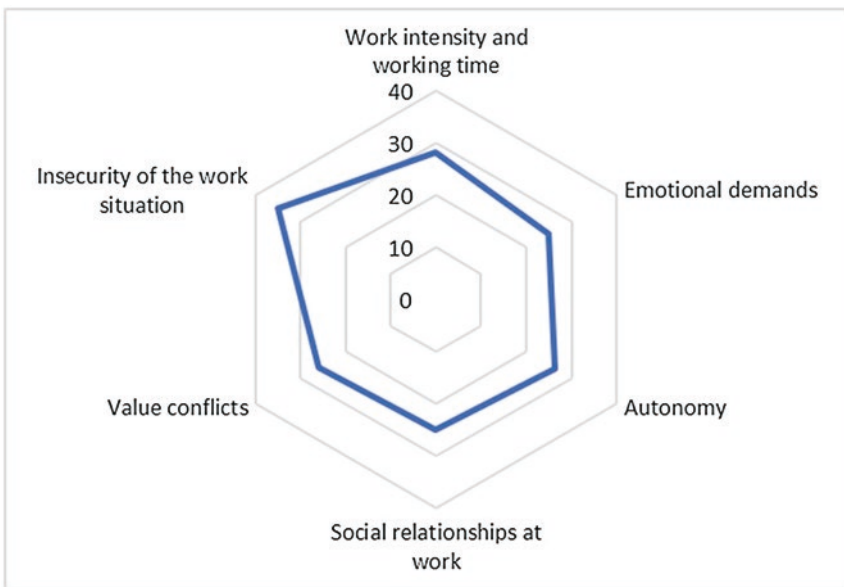 Work intensity and
working time
40
30
20
10
0
Emotional demands
Autonomy
Social relationships at
work
Value conflicts
Insecurity of the work
situation